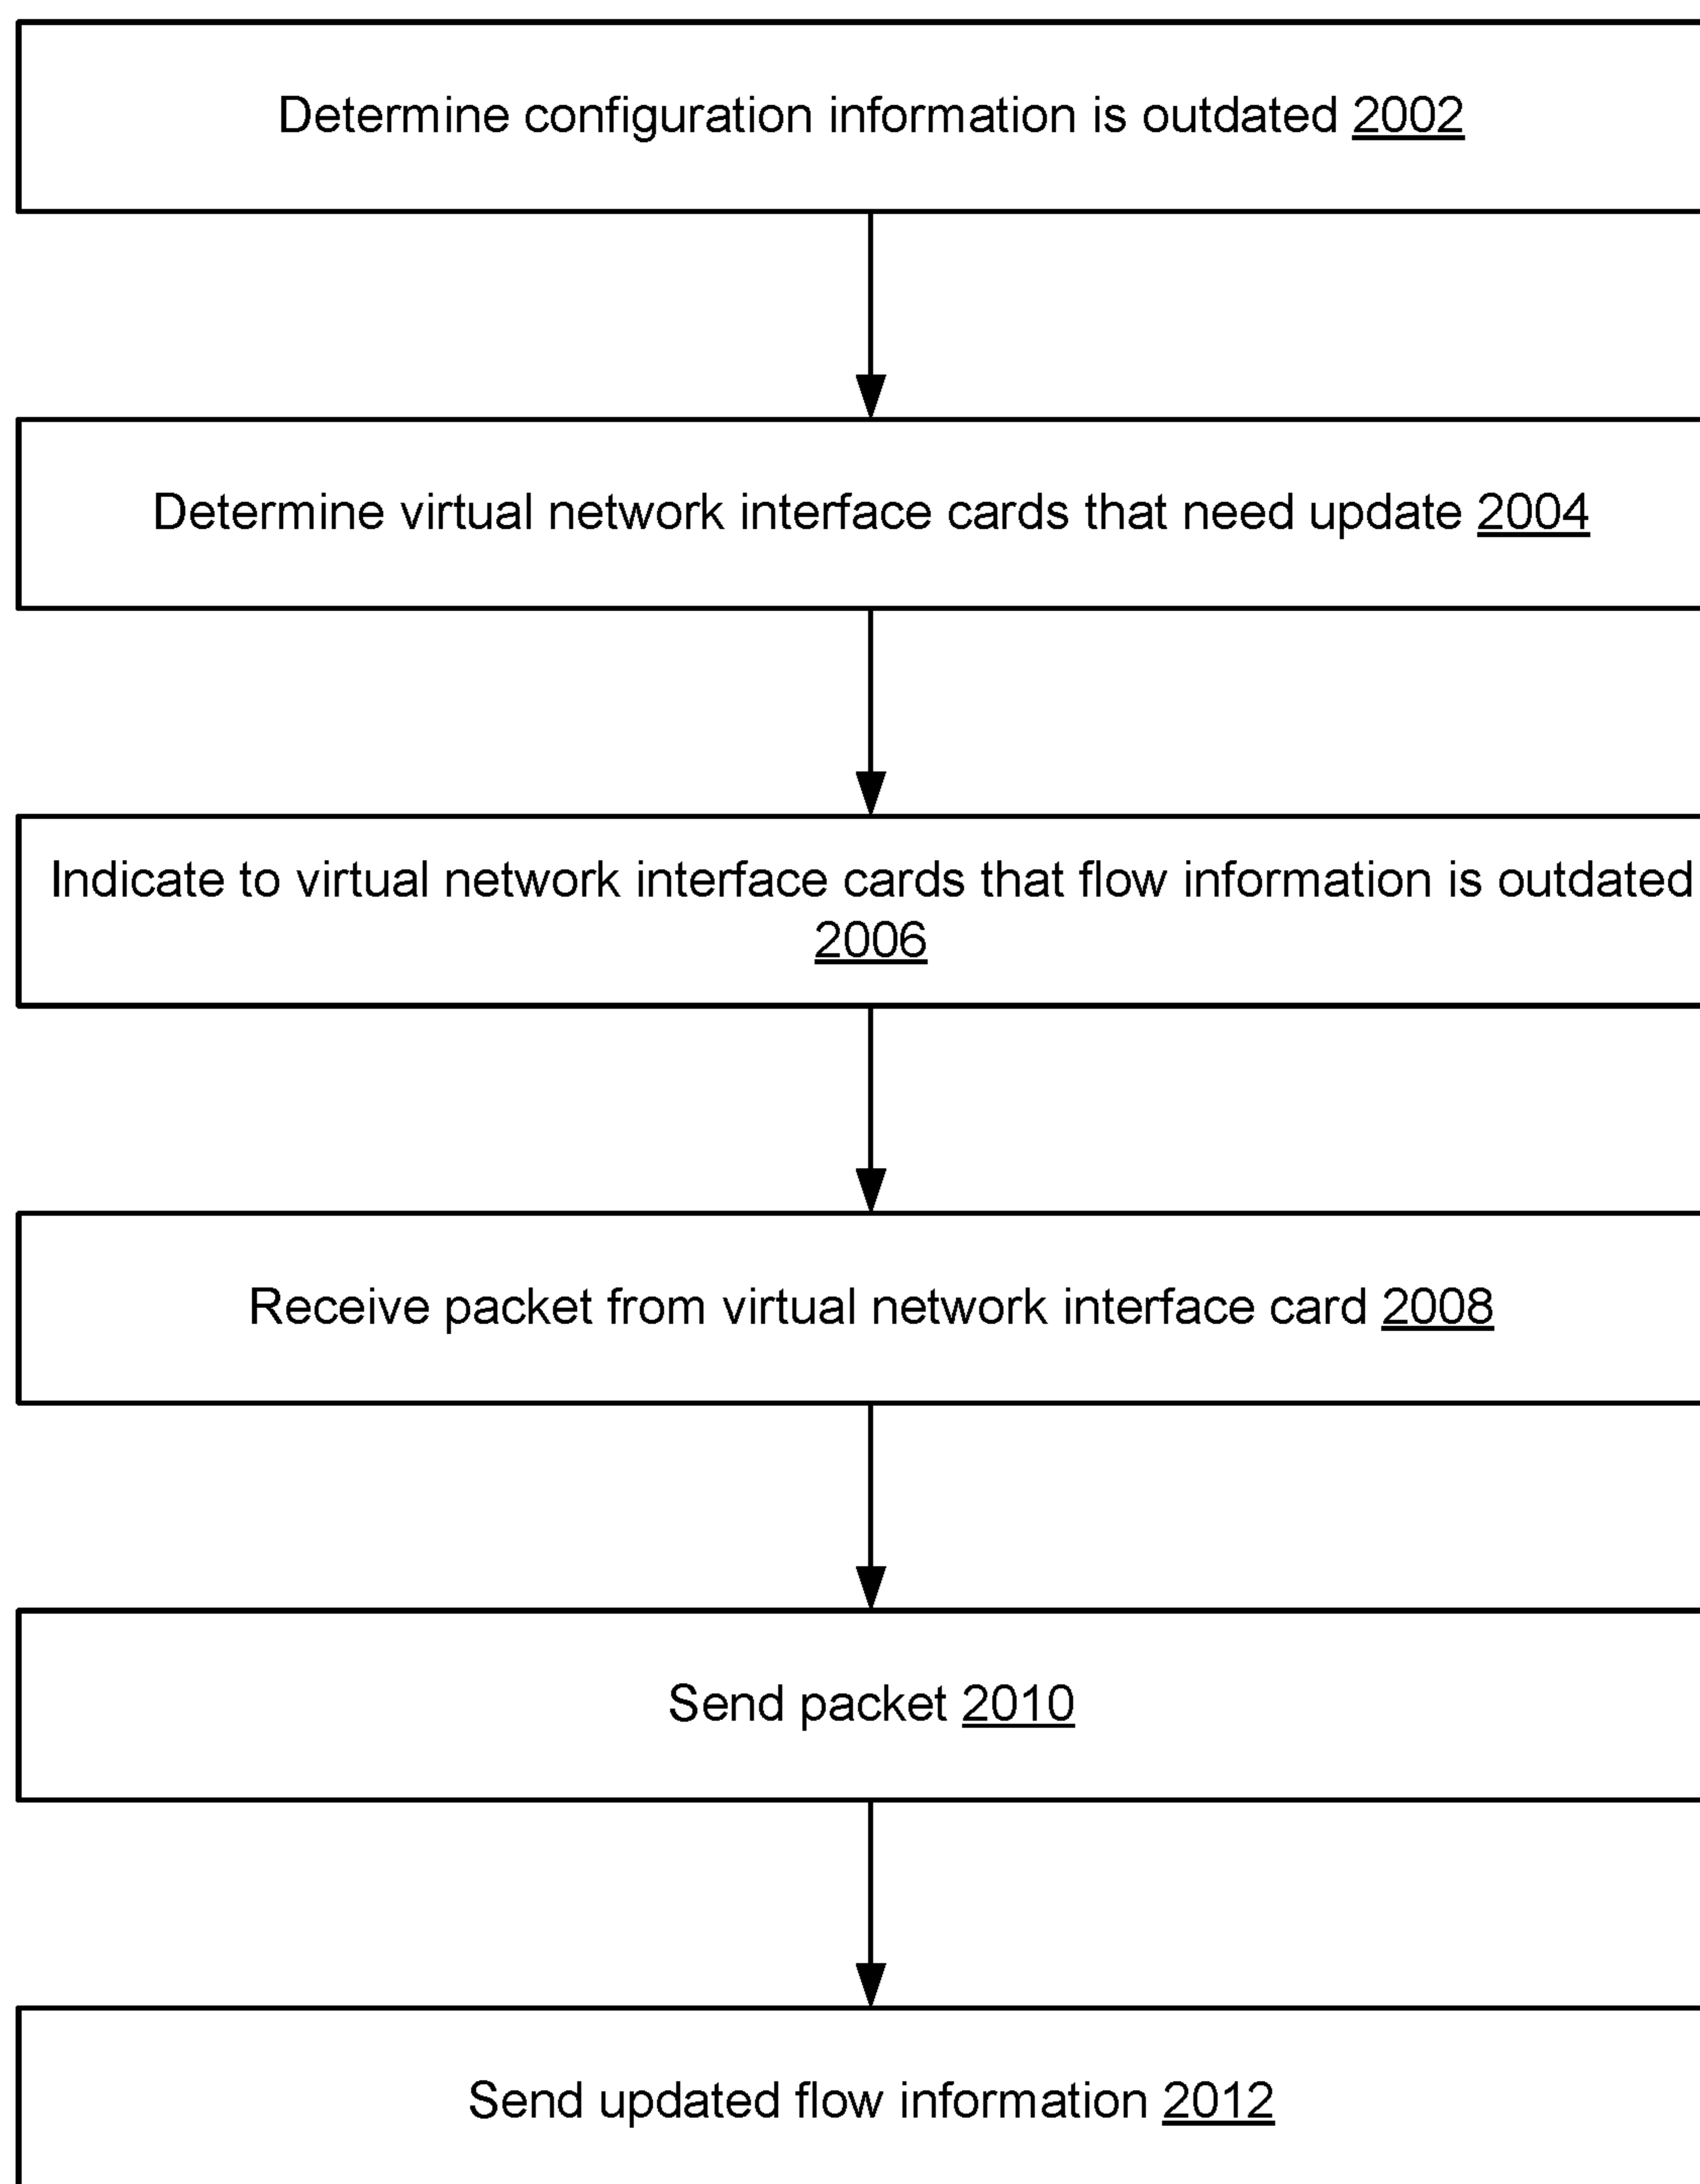 Determine configuration information is outdated 2002
Determine virtual network interface cards that need update 2004
Indicate to virtual network interface cards that flow information is outdated
2006
Receive packet from virtual network interface card 2008
Send packet 2010
Send updated flow information 2012